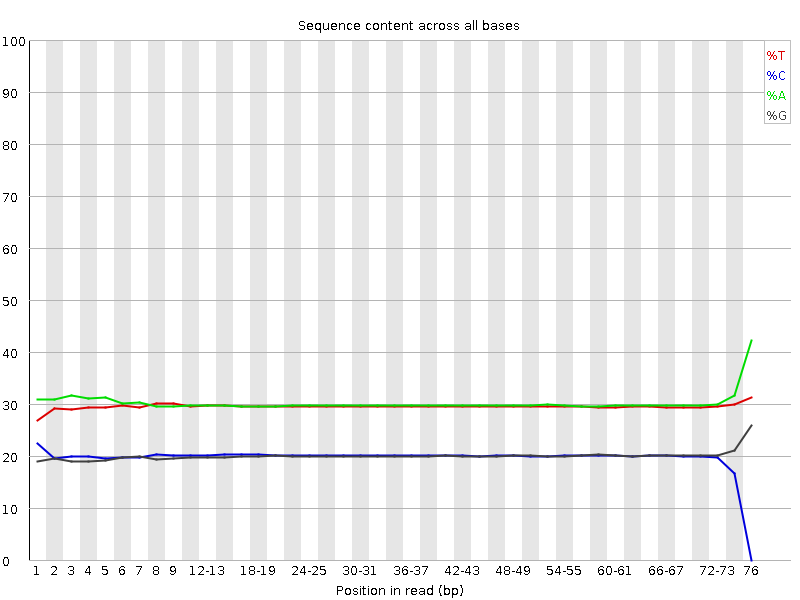 Sequence content across all bases
100
90
80
70
60
50
40
30
20
10
0
%T
%C
%A
%G
1 2 3 4 5 6 7 8 9 12-13 18-19 24-25 30-31 36-37 42-43 48-49 54-55 60-61 66-67 72-73 76
Position in read (bp)